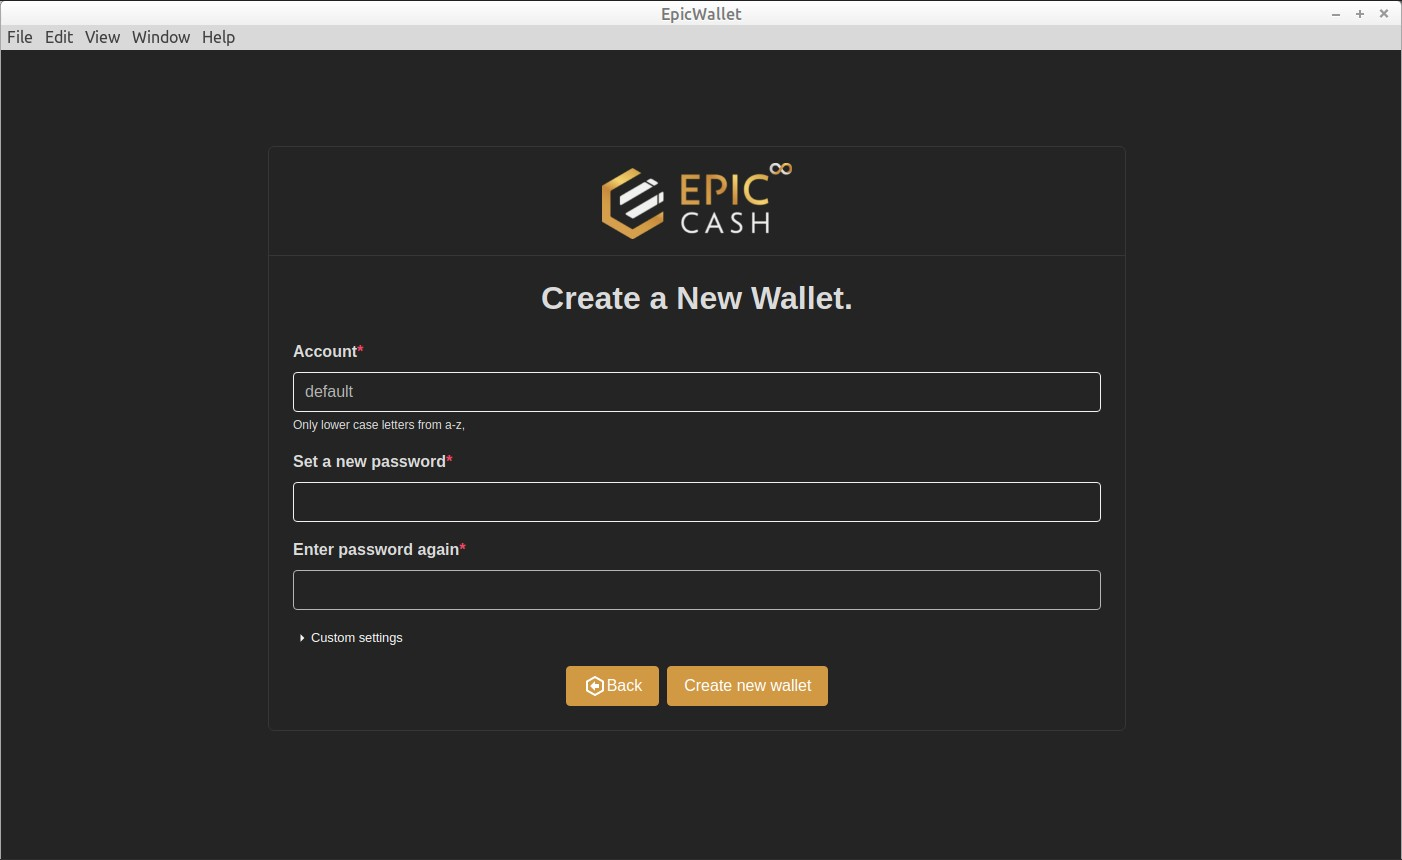 EpicWallet
File Edit View Window Help
EPIC
CASH
Create a New Wallet.
Account*
default
Only lower case letters from a-z,
Set a new password*
Enter password again*
Custom settings
Back
Create new wallet